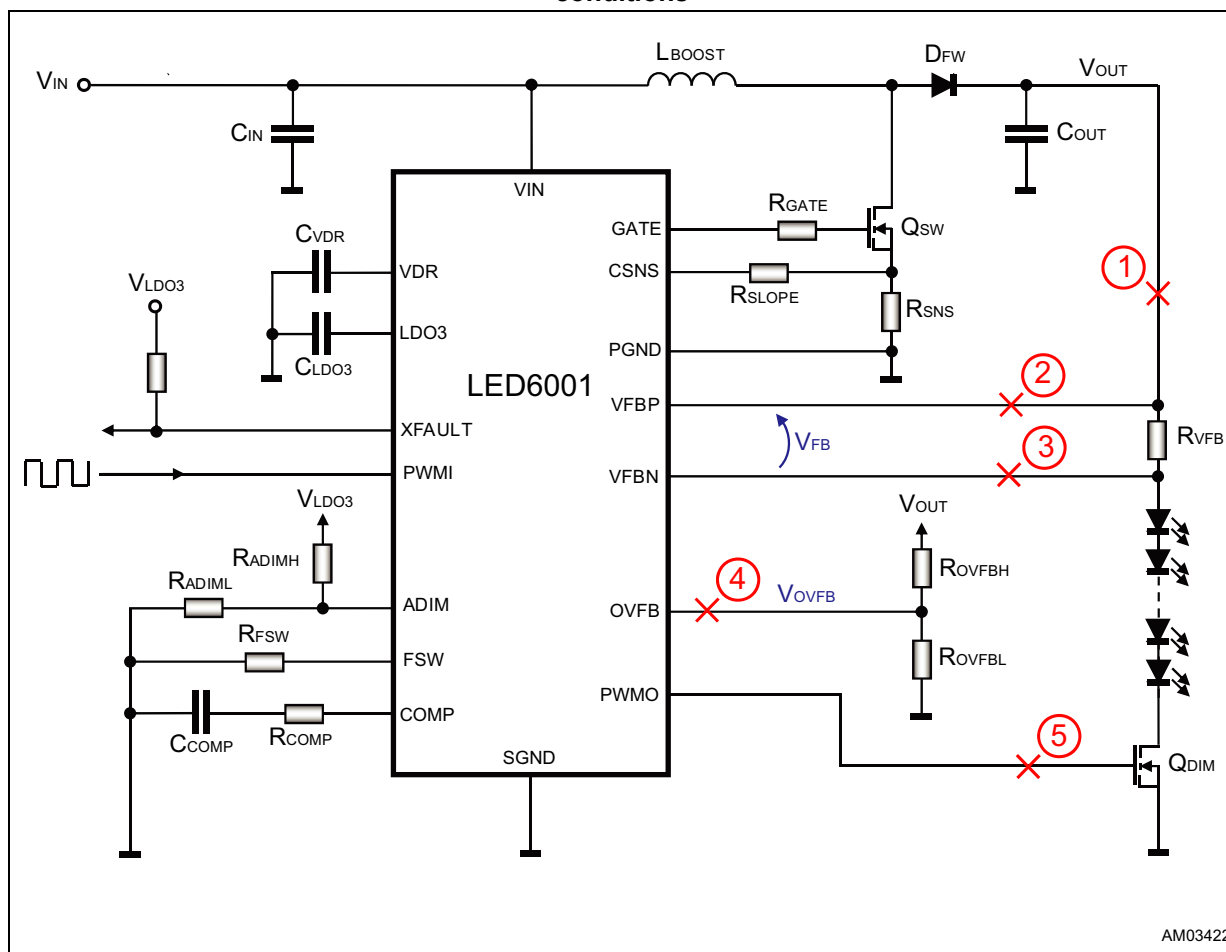 conditions
LBOOST
DFW
VOUT
VIN
CIN
COUT
VIN
RGATE
GATE
QSW
CVDR
VDR
CSNS
RSLOPE
1
VLDO3
RSNS
LDO3
CLDO3
PGND
LED6001
2
VFBP
XFAULT
VFB
RVFB
3
PWMI
VFBN
VLDO3
VOUT
RADIMH
ROVFBH
RADIML
4
VOVFB
ADIM
OVFB
RFSW
FSW
ROVFBL
PWMO
COMP
CCOMP
RCOMP
5
SGND
QDIM
AM03422